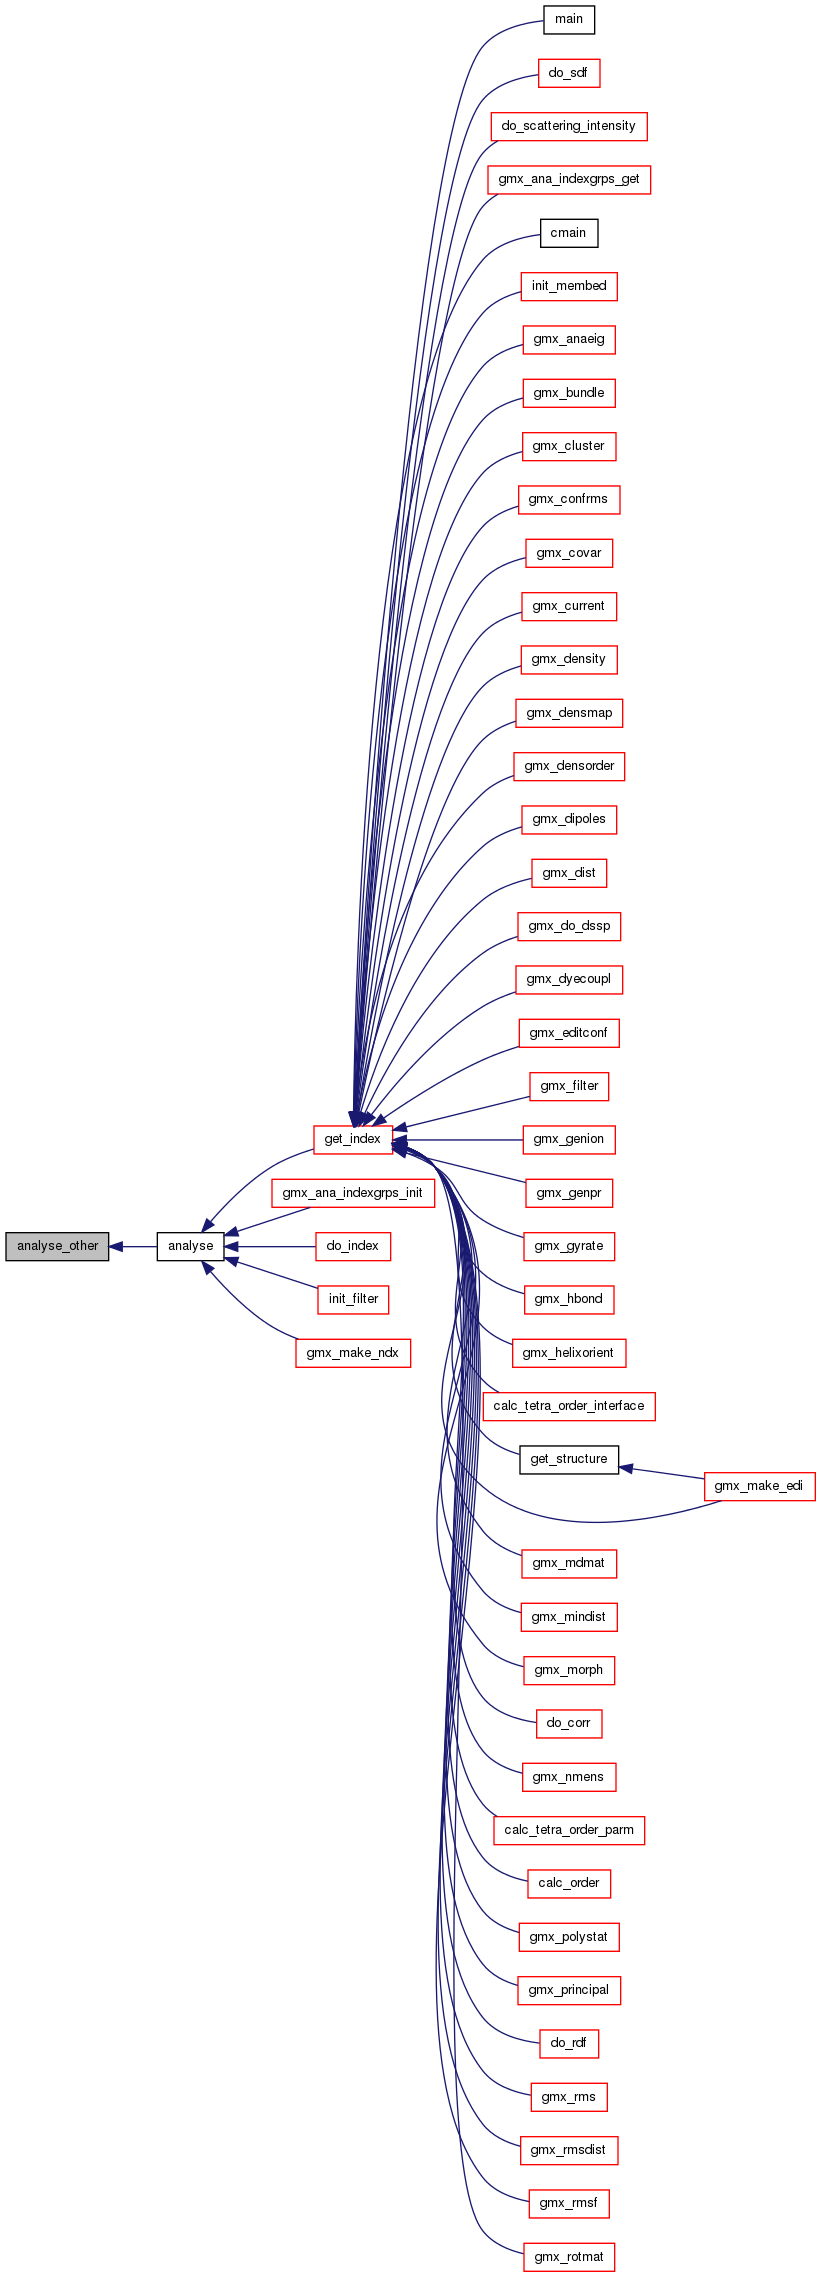 main
do_sdf
do_scattering_intensity
gmx_ana_indexgrps_get
cmain
init_membed
gmx_anaeig
gmx_bundle
gmx_cluster
gmx_confrms
gmx_covar
gmx_current
gmx_density
gmx_densmap
gmx_densorder
gmx_dipoles
gmx_dist
gmx_do_dssp
gmx_dyecoupl
gmx_editconf
gmx_filter
get_index
gmx_genion
gmx_ana_indexgrps_init
gmx_genpr
analyse_other
analyse
do_index
gmx_gyrate
init_filter
gmx_hbond
gmx_make_ndx
gmx_helixorient
calc_tetra_order_interface
get_structure
gmx_make_edi
gmx_mdmat
gmx_mindist
gmx_morph
do_corr
gmx_nmens
calc_tetra_order_parm
calc_order
gmx_polystat
gmx_principal
do_rdf
gmx_rms
gmx_rmsdist
gmx_rmsf
gmx_rotmat